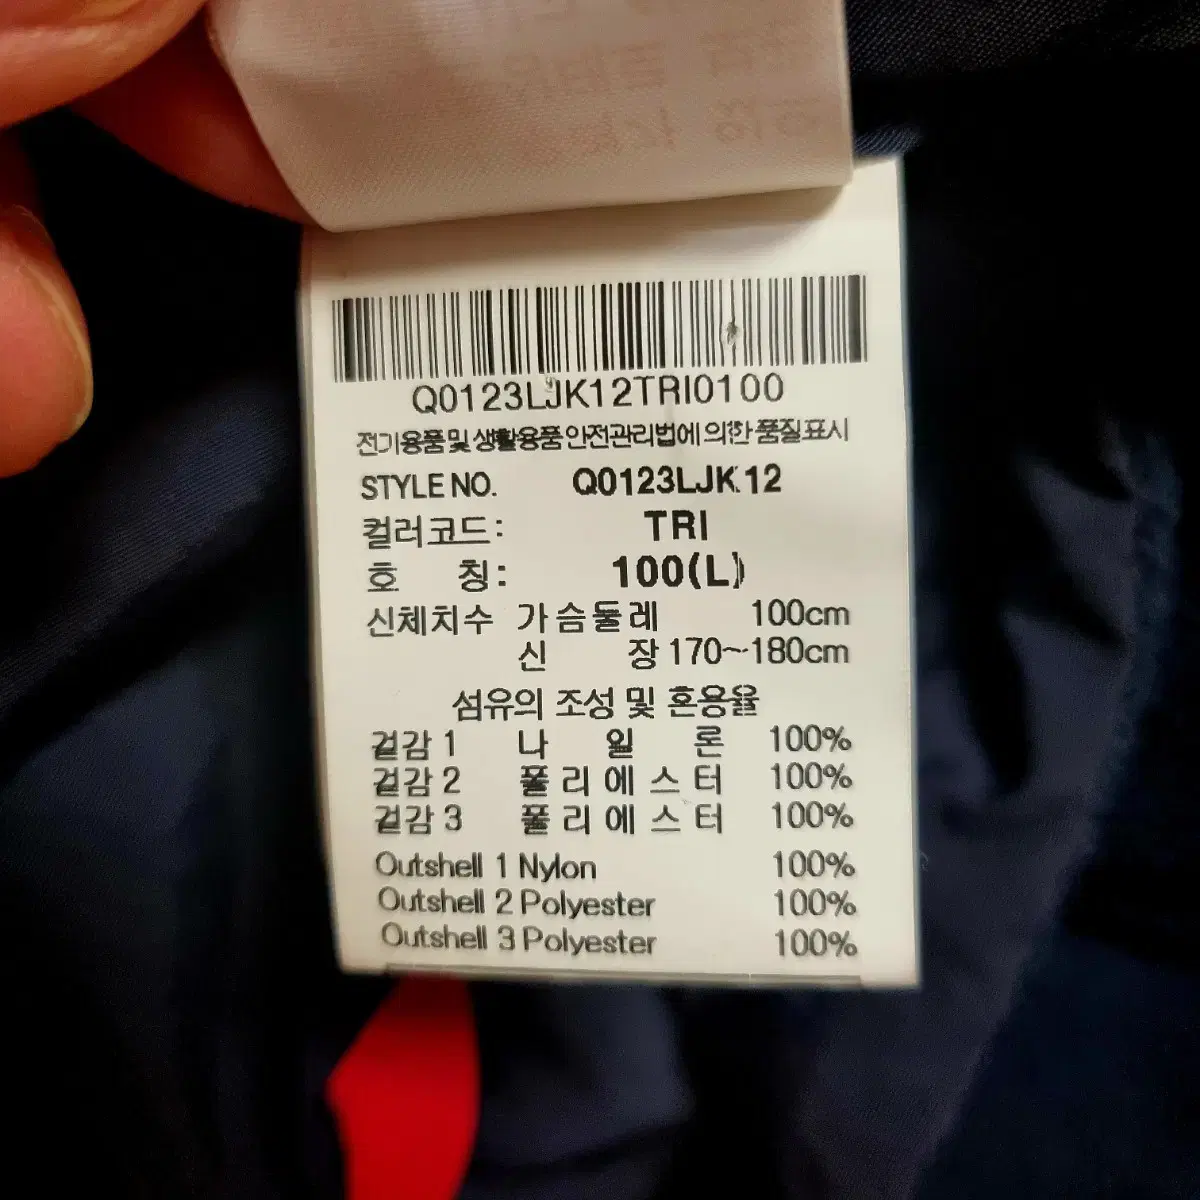 Q0123LJK12TRI0100
전기용품 및 생활용품 안전관리법에 의한 품질표시
STYLE NO. Q0123LJK12
컬러코드: TRI
호 칭: 100(L)
신체치수 가슴둘레 100cm
신 장 170~180cm
섬유의 조성 및 혼용율
겉감 1 나 일 론 100%
겉감 2 폴리에스터 100%
겉감 3 폴리에스터 100%
Outshell 1 Nylon 100%
Outshell 2 Polyester 100%
Outshell 3 Polyester 100%